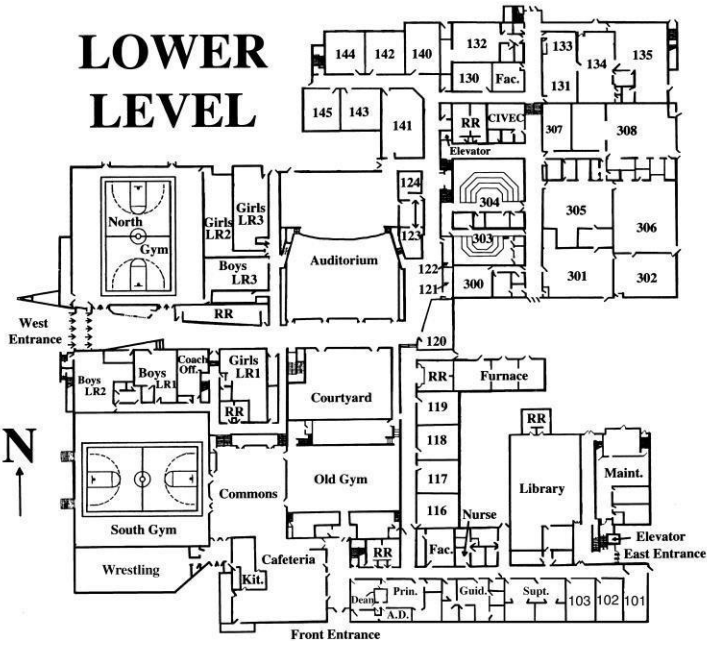 LOWER
LEVEL
144
142
140
132
130
Fac.
133
131
134
135
145
143
141
RR
CIVEC
Elevator
307
308
124
123
304
303
305
306
122
121
300
301
302
North
Gym
Girls
LR2
Girls
LR3
Boys
LR3
RR
Auditorium
West
Entrance
120
Boys
LR2
Boys
LR1
Coach
Off.
Girls
LR1
RR
Courtyard
RR
Furnace
119
118
117
116
N
South Gym
Commons
Old Gym
RR
Library
Maint.
Nurse
Fac.
RR
Elevator
East Entrance
Wrestling
Cafeteria
Kit.
Dean
Prin.
A.D.
Guid.
Supt.
103
102
101
Front Entrance